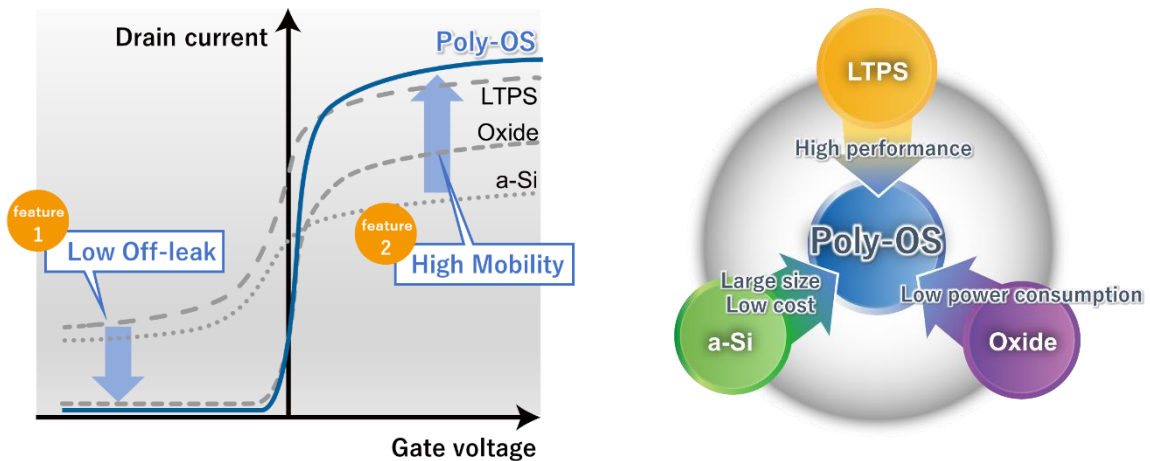 Drain current
Poly-OS
LTPS
Oxide
a-Si
feature
1
Low Off-leak
feature
2
High Mobility
Gate voltage
LTPS
High performance
Poly-OS
Large size
Low cost
Low power consumption
a-Si
Oxide